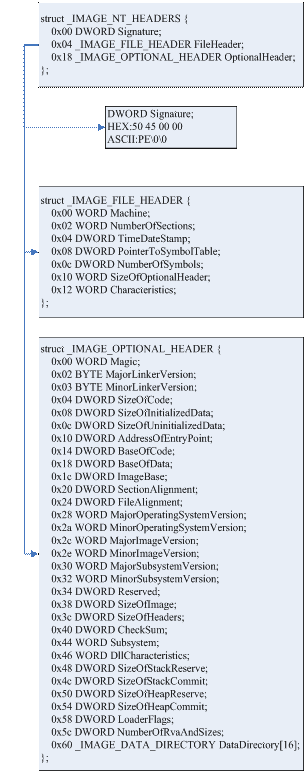 struct _IMAGE_NT_HEADERS {
0x00 DWORD Signature;
0x04 _IMAGE_FILE_HEADER FileHeader;
0x18 _IMAGE_OPTIONAL_HEADER OptionalHeader;
};
DWORD Signature;
HEX:50 45 00 00
ASCII:PE\0\0
struct _IMAGE_FILE_HEADER {
0x00 WORD Machine;
0x02 WORD NumberOfSections;
0x04 DWORD TimeDateStamp;
0x08 DWORD PointerToSymbolTable;
0x0c DWORD NumberOfSymbols;
0x10 WORD SizeOfOptionalHeader;
0x12 WORD Characteristics;
};
struct _IMAGE_OPTIONAL_HEADER {
0x00 WORD Magic;
0x02 BYTE MajorLinkerVersion;
0x03 BYTE MinorLinkerVersion;
0x04 DWORD SizeOfCode;
0x08 DWORD SizeOfInitializedData;
0x0c DWORD SizeOfUninitializedData;
0x10 DWORD AddressOfEntryPoint;
0x14 DWORD BaseOfCode;
0x18 DWORD BaseOfData;
0x1c DWORD ImageBase;
0x20 DWORD SectionAlignment;
0x24 DWORD FileAlignment;
0x28 WORD MajorOperatingSystemVersion;
0x2a WORD MinorOperatingSystemVersion;
0x2c WORD MajorImageVersion;
0x2e WORD MinorImageVersion;
0x30 WORD MajorSubsystemVersion;
0x32 WORD MinorSubsystemVersion;
0x34 DWORD Reserved;
0x38 DWORD SizeOfImage;
0x3c DWORD SizeOfHeaders;
0x40 DWORD CheckSum;
0x44 WORD Subsystem;
0x46 WORD DllCharacteristics;
0x48 DWORD SizeOfStackReserve;
0x4c DWORD SizeOfStackCommit;
0x50 DWORD SizeOfHeapReserve;
0x54 DWORD SizeOfHeapCommit;
0x58 DWORD LoaderFlags;
0x5c DWORD NumberOfRvaAndSizes;
0x60 _IMAGE_DATA_DIRECTORY DataDirectory[16];
};